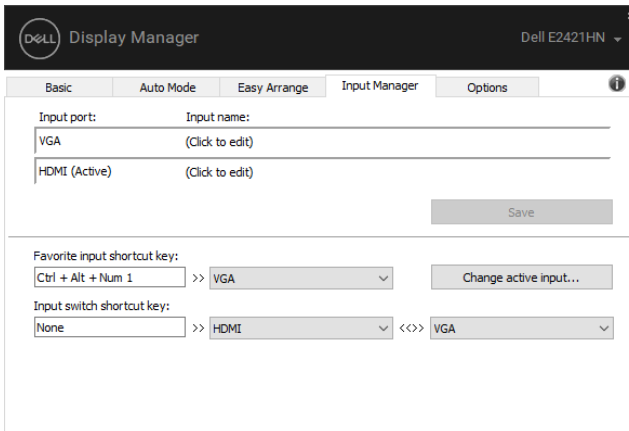 DELL Display Manager Dell E2421HN
Basic Auto Mode Easy Arrange Input Manager Options
Input port: Input name:
VGA (Click to edit)
HDMI (Active) (Click to edit)
Save
Favorite input shortcut key:
Ctrl + Alt + Num 1 >> VGA Change active input...
Input switch shortcut key:
None >> HDMI <<>> VGA